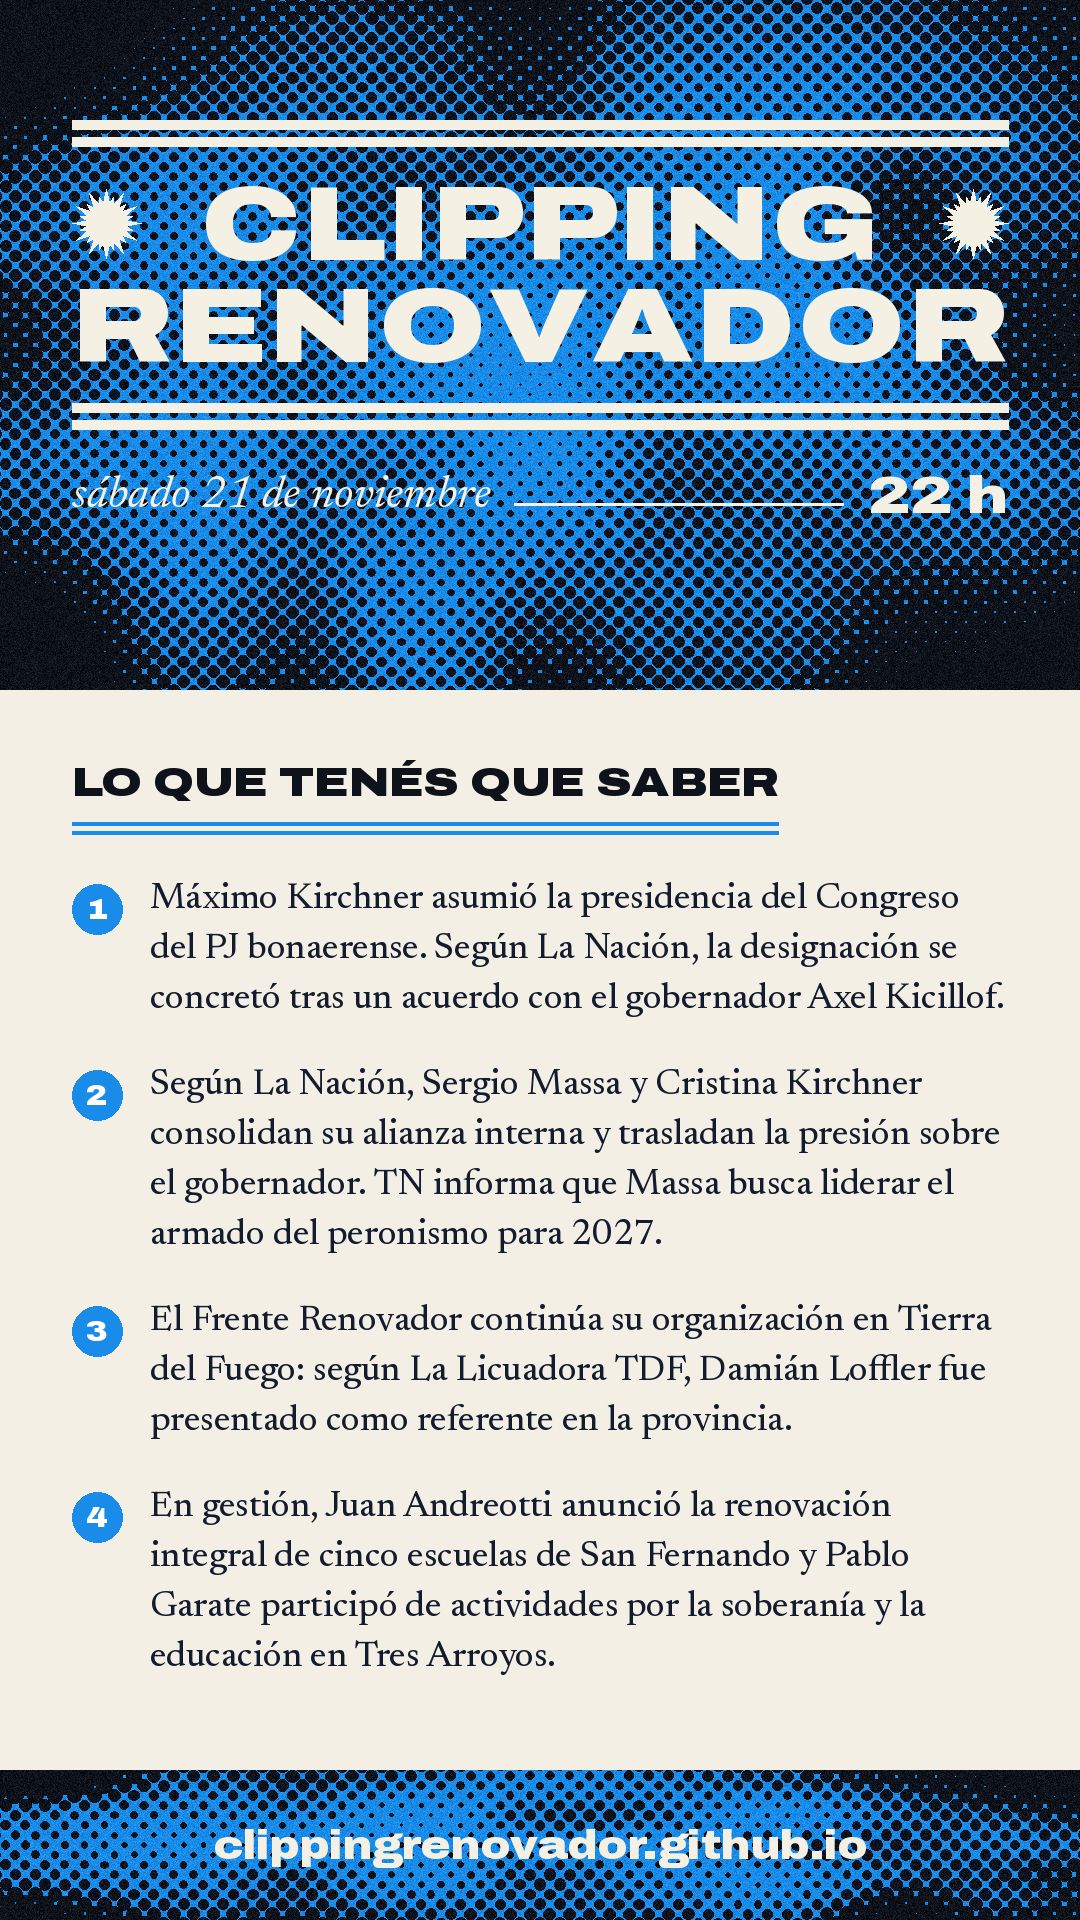 CLIPPING
RENOVADOR
sábado 21 de noviembre
22 h
LO QUE TENÉS QUE SABER
1
Máximo Kirchner asumió la presidencia del Congreso
del PJ bonaerense. Según La Nación, la designación se
concretó tras un acuerdo con el gobernador Axel Kicillof.
2
Según La Nación, Sergio Massa y Cristina Kirchner
consolidan su alianza interna y trasladan la presión sobre
el gobernador. TN informa que Massa busca liderar el
armado del peronismo para 2027.
3
El Frente Renovador continúa su organización en Tierra
del Fuego: según La Licuadora TDF, Damián Loffler fue
presentado como referente en la provincia.
4
En gestión, Juan Andreotti anunció la renovación
integral de cinco escuelas de San Fernando y Pablo
Garate participó de actividades por la soberanía y la
educación en Tres Arroyos.
clippingrenovador.github.io